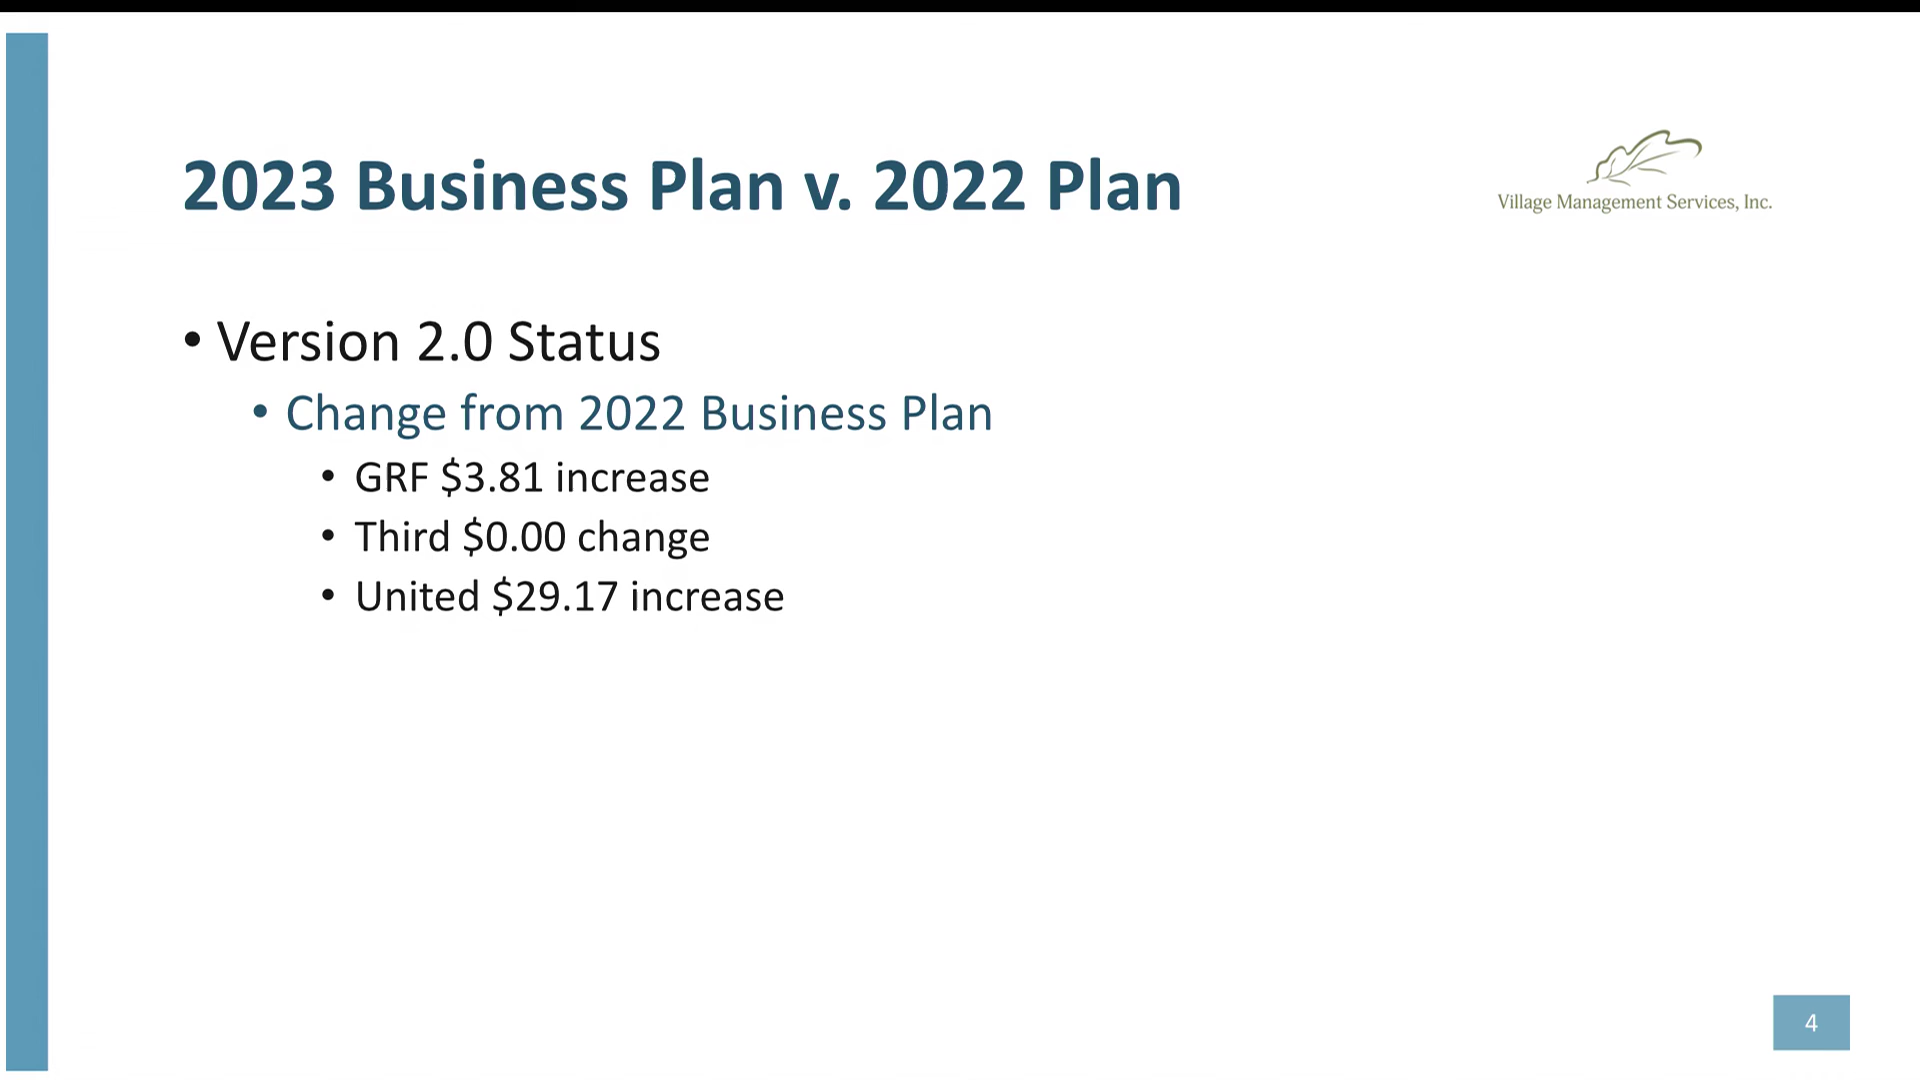 2023 Business Plan v. 2022 Plan
Village Management Services, Inc.
• Version 2.0 Status
• Change from 2022 Business Plan
• GRF $3.81 increase
• Third $0.00 change
• United $29.17 increase
4